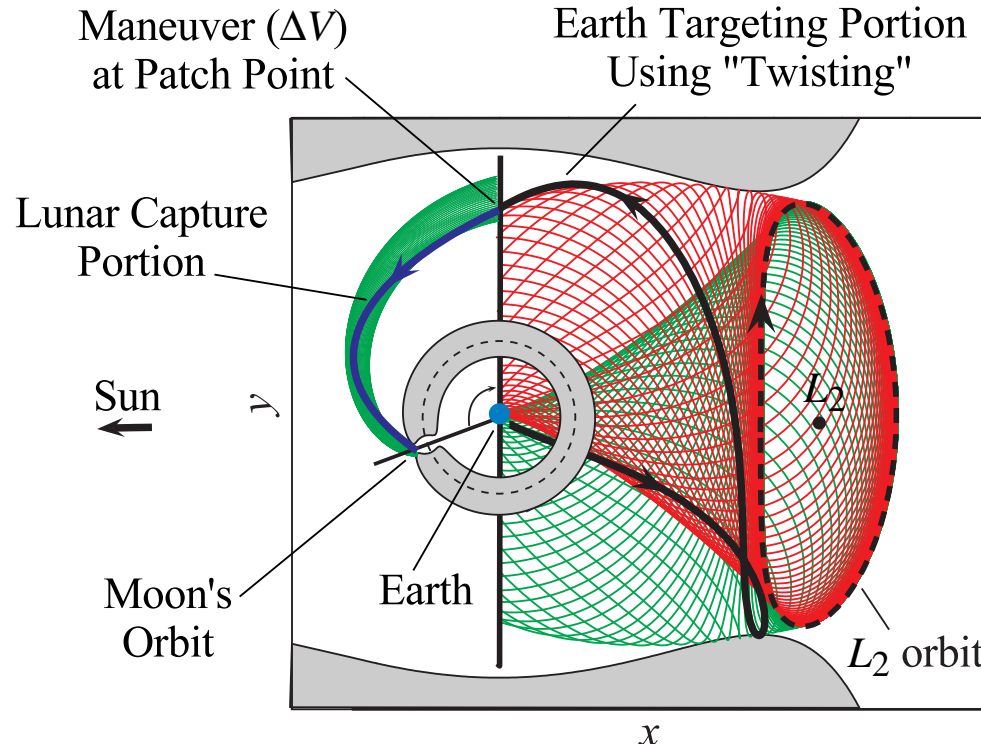 Maneuver (ΔV)
at Patch Point
Earth Targeting Portion
Using "Twisting"
Lunar Capture
Portion
Sun
y
L2
Moon's
Orbit
Earth
L2 orbit
x